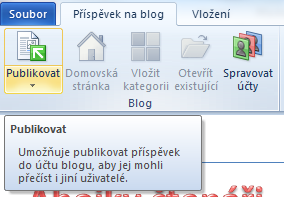 Soubor Příspěvek na blog Vložení
Publikovat Domovská stránka Vložit kategorii Otevřít existující Spravovat účty
Blog
Publikovat
Umožňuje publikovat příspěvek
do účtu blogu, aby jej mohli
přečíst i jiní uživatelé.